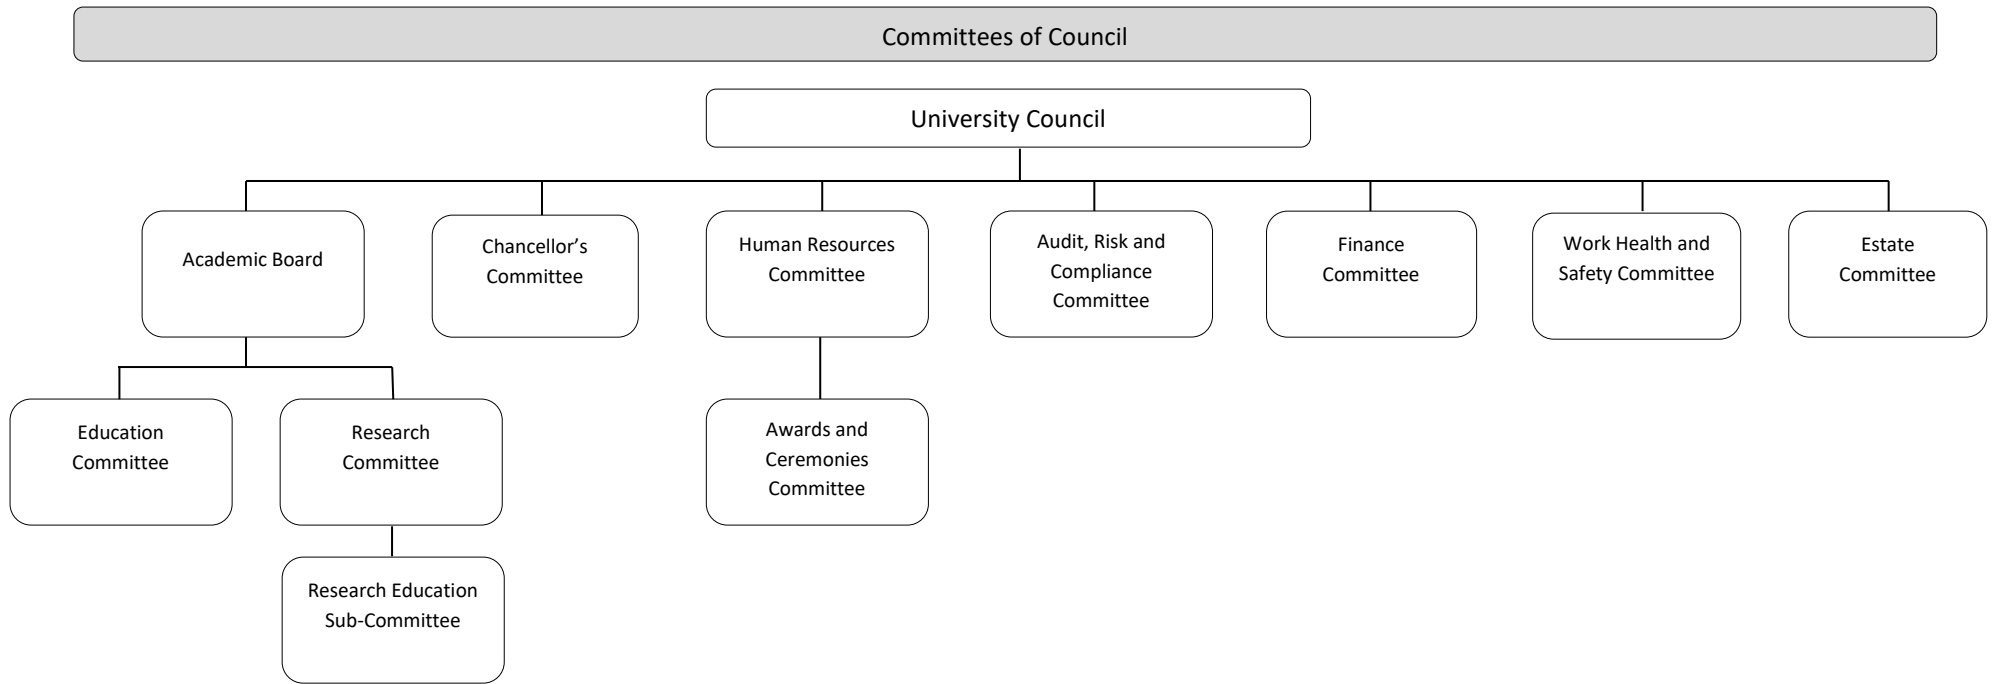 Committees of Council
University Council
Academic Board
Chancellor’s
Committee
Human Resources
Committee
Audit, Risk and
Compliance
Committee
Finance
Committee
Work Health and
Safety Committee
Estate
Committee
Education
Committee
Research
Committee
Awards and
Ceremonies
Committee
Research Education
Sub-Committee